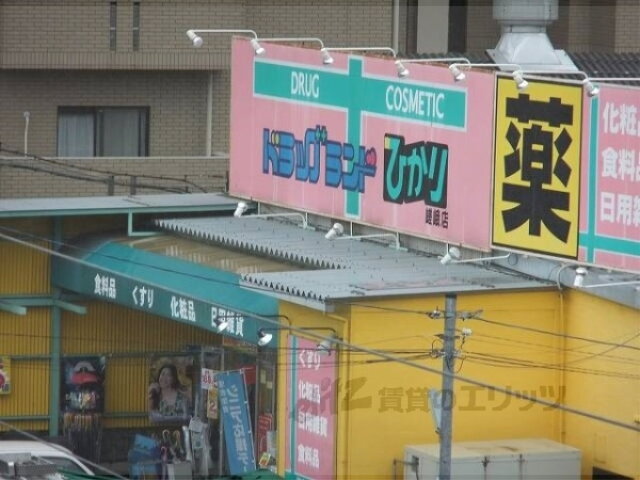 DRUG
COSMETIC
ドラッグランド
ひかり
嵯峨店
薬
化粧品
食料品
日用雑
食料品 くすり 化粧品 日用雑貨
くすり
化粧品
日用雑貨
食料品
賃貸のエリッツ